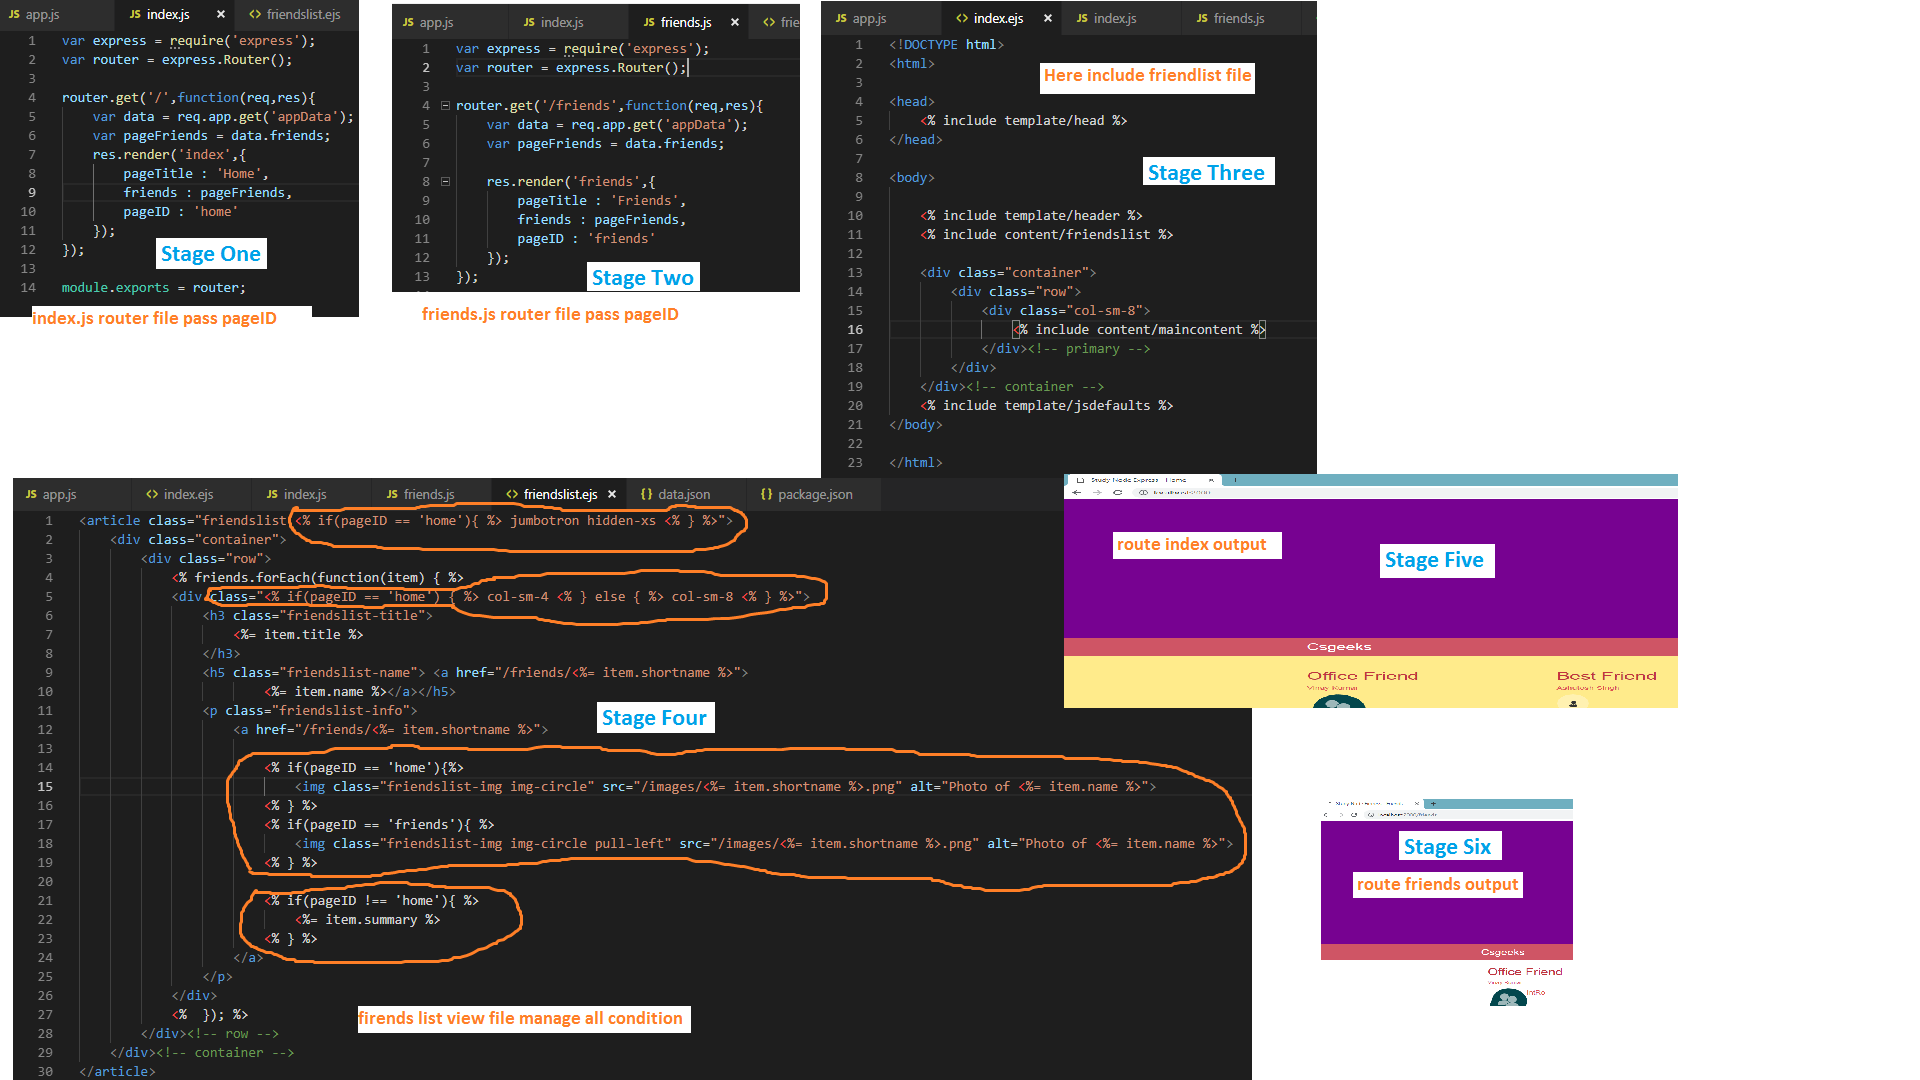 JS app.js
JS index.js ×
<> friendslist.ejs
1 var express = require('express');
2 var router = express.Router();
3
4 router.get('/',function(req,res){
5 var data = req.app.get('appData');
6 var pageFriends = data.friends;
7 res.render('index',{
8 pageTitle : 'Home',
9 friends : pageFriends,
10 pageID : 'home'
11 });
12 });
13
14 module.exports = router;
Stage One
index.js router file pass pageID
JS app.js
JS index.js
JS friends.js ×
<> frie
1 var express = require('express');
2 var router = express.Router();
3
4 router.get('/friends',function(req,res){
5 var data = req.app.get('appData');
6 var pageFriends = data.friends;
7
8 res.render('friends',{
9 pageTitle : 'Friends',
10 friends : pageFriends,
11 pageID : 'friends'
12 });
13 });
Stage Two
friends.js router file pass pageID
JS app.js
<> index.ejs ×
JS index.js
JS friends.js
1 <!DOCTYPE html>
2 <html>
3
4 <head>
5 <% include template/head %>
6 </head>
7
8 <body>
9
10 <% include template/header %>
11 <% include content/friendslist %>
12
13 <div class="container">
14 <div class="row">
15 <div class="col-sm-8">
16 <% include content/maincontent %>
17 </div><!-- primary -->
18 </div>
19 </div><!-- container -->
20 <% include template/jsdefaults %>
21 </body>
22
23 </html>
Here include friendlist file
Stage Three
JS app.js
<> index.ejs
JS index.js
JS friends.js
<> friendslist.ejs ×
{} data.json
{} package.json
1 <article class="friendslist <% if(pageID == 'home'){ %> jumbotron hidden-xs <% } %>">
2 <div class="container">
3 <div class="row">
4 <% friends.forEach(function(item) { %>
5 <div class="<% if(pageID == 'home') { %> col-sm-4 <% } else { %> col-sm-8 <% } %>">
6 <h3 class="friendslist-title">
7 <%= item.title %>
8 </h3>
9 <h5 class="friendslist-name"> <a href="/friends/<%= item.shortname %>">
10 <%= item.name %></a></h5>
11 <p class="friendslist-info">
12 <a href="/friends/<%= item.shortname %>">
13
14 <% if(pageID == 'home'){%>
15 <img class="friendslist-img img-circle" src="/images/<%= item.shortname %>.png" alt="Photo of <%= item.name %>">
16 <% } %>
17 <% if(pageID == 'friends'){ %>
18 <img class="friendslist-img img-circle pull-left" src="/images/<%= item.shortname %>.png" alt="Photo of <%= item.name %>">
19 <% } %>
20
21 <% if(pageID !== 'home'){ %>
22 <%= item.summary %>
23 <% } %>
24 </a>
25 </p>
26 </div>
27 <% }); %>
28 </div><!-- row -->
29 </div><!-- container -->
30 </article>
Stage Four
firends list view file manage all condition
Study Node Express - Home
route index output
Stage Five
Csgeeks
Office Friend
Vinay Kumar
Best Friend
Ashutosh Singh
Stage Six
route friends output
Csgeeks
Office Friend